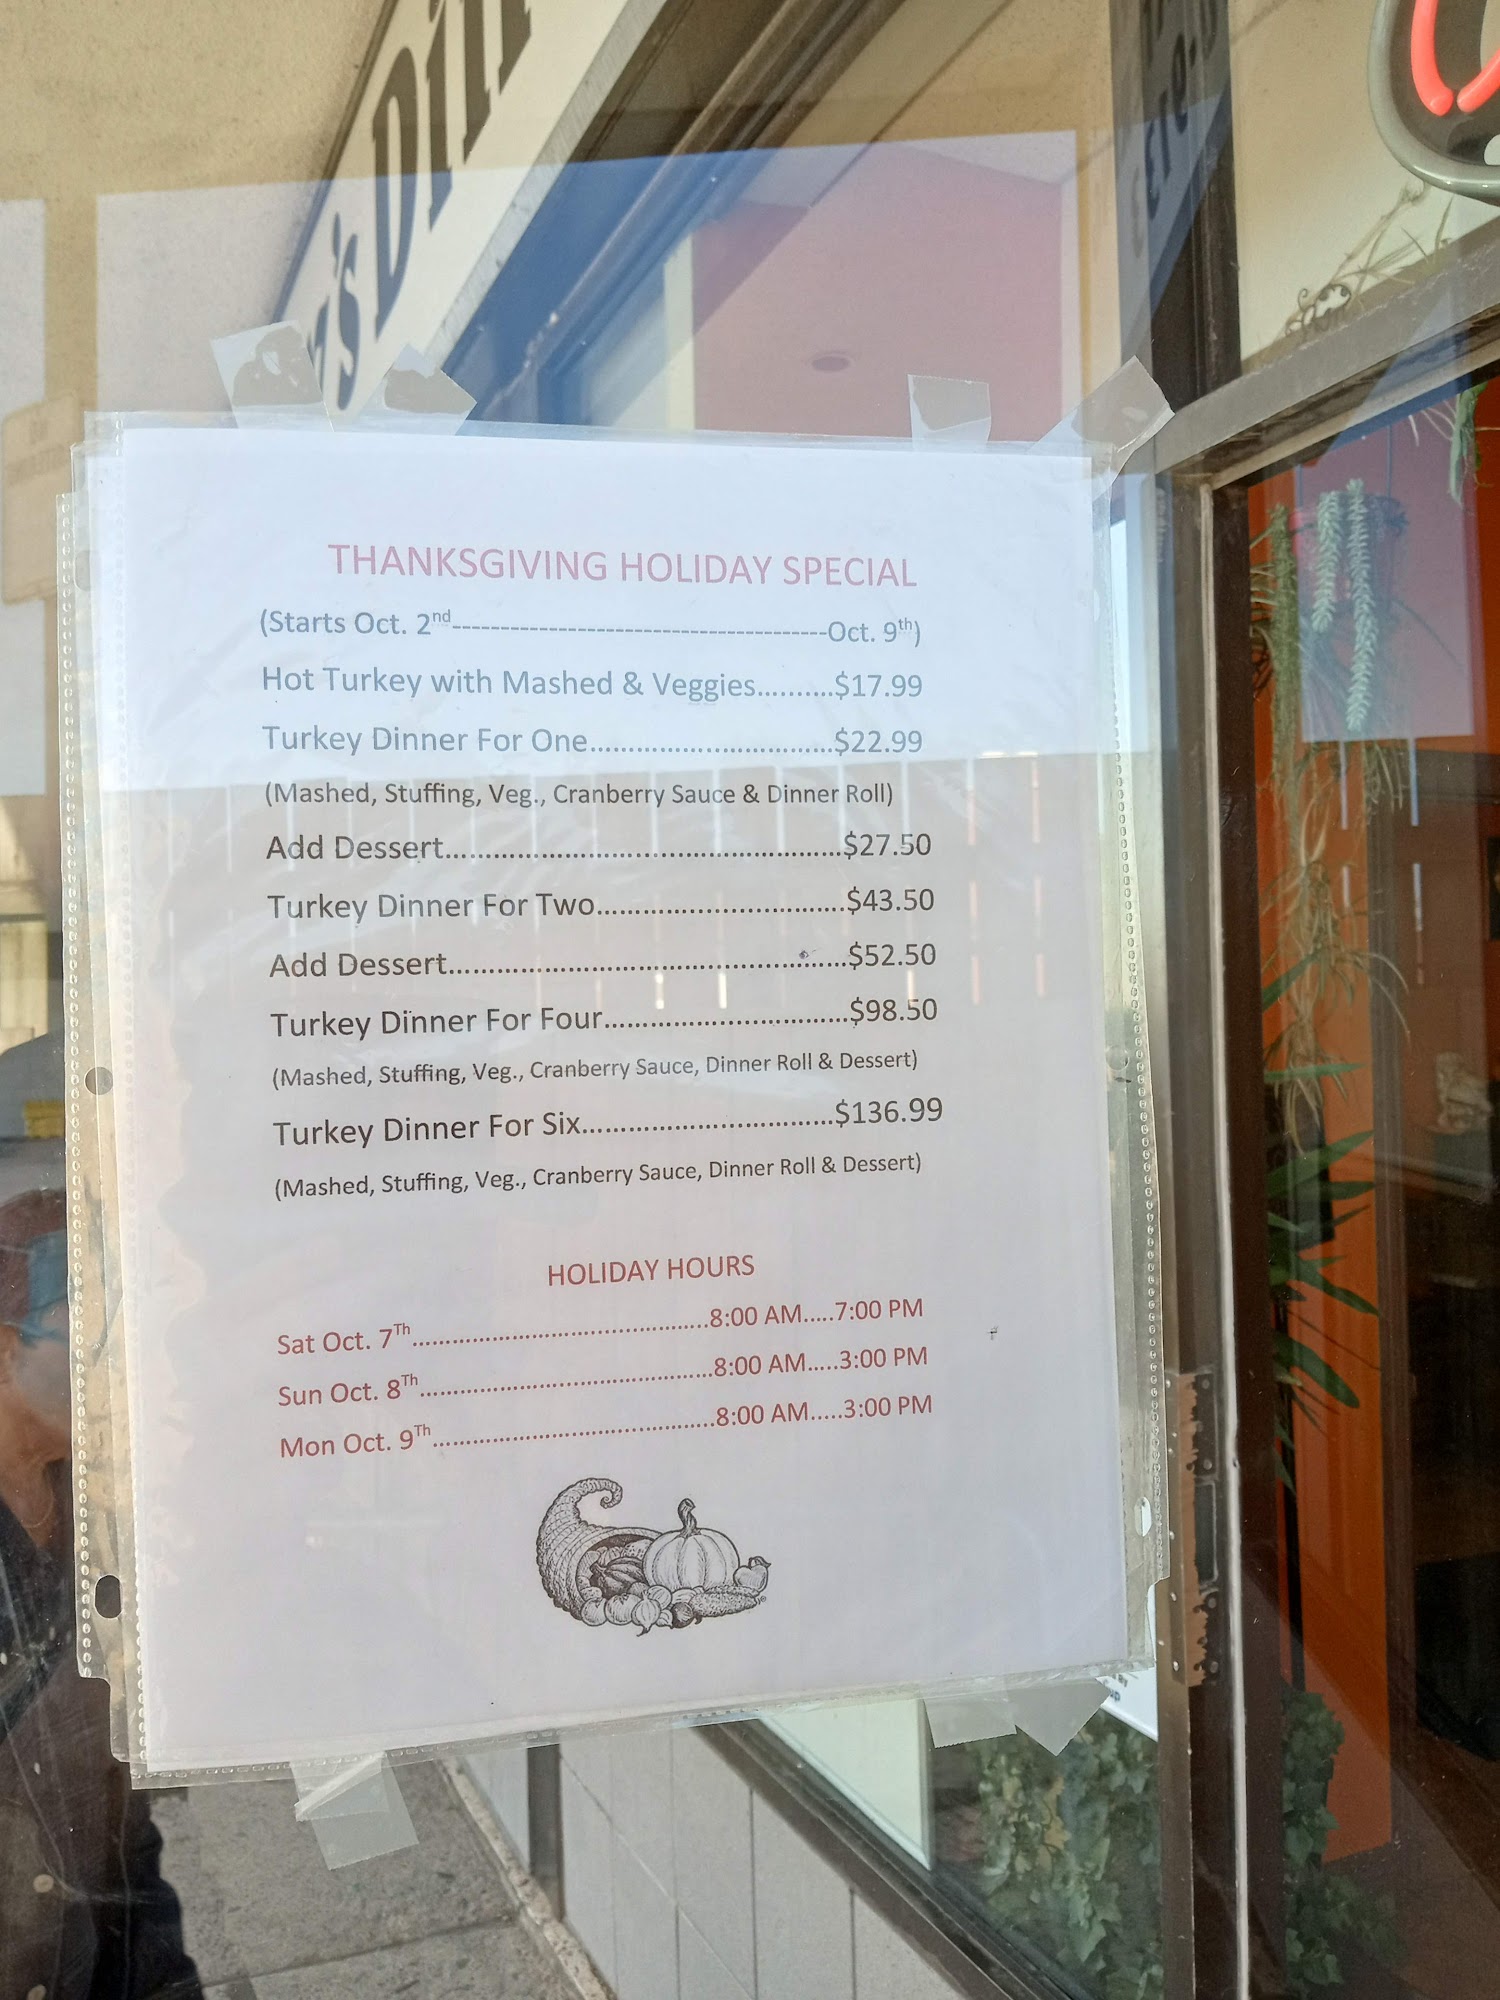 's Din
THANKSGIVING HOLIDAY SPECIAL
(Starts Oct. 2nd---------------------------------------Oct. 9th)
Hot Turkey with Mashed & Veggies..........$17.99
Turkey Dinner For One................................$22.99
(Mashed, Stuffing, Veg., Cranberry Sauce & Dinner Roll)
Add Dessert....................................................$27.50
Turkey Dinner For Two.................................$43.50
Add Dessert....................................................$52.50
Turkey Dinner For Four................................$98.50
(Mashed, Stuffing, Veg., Cranberry Sauce, Dinner Roll & Dessert)
Turkey Dinner For Six.................................$136.99
(Mashed, Stuffing, Veg., Cranberry Sauce, Dinner Roll & Dessert)
HOLIDAY HOURS
Sat Oct. 7Th.............................................8:00 AM.....7:00 PM
Sun Oct. 8Th............................................8:00 AM.....3:00 PM
Mon Oct. 9Th...........................................8:00 AM.....3:00 PM